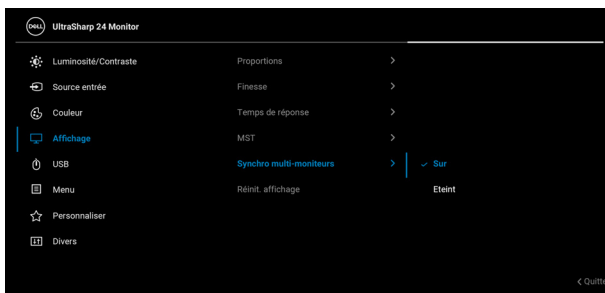 DELL UltraSharp 24 Monitor
Luminosité/Contraste Proportions
Source entrée Finesse
Couleur Temps de réponse
Affichage MST
USB Synchro multi-moniteurs Sur
Menu Réinit. affichage Eteint
Personnaliser
Divers
Quitte